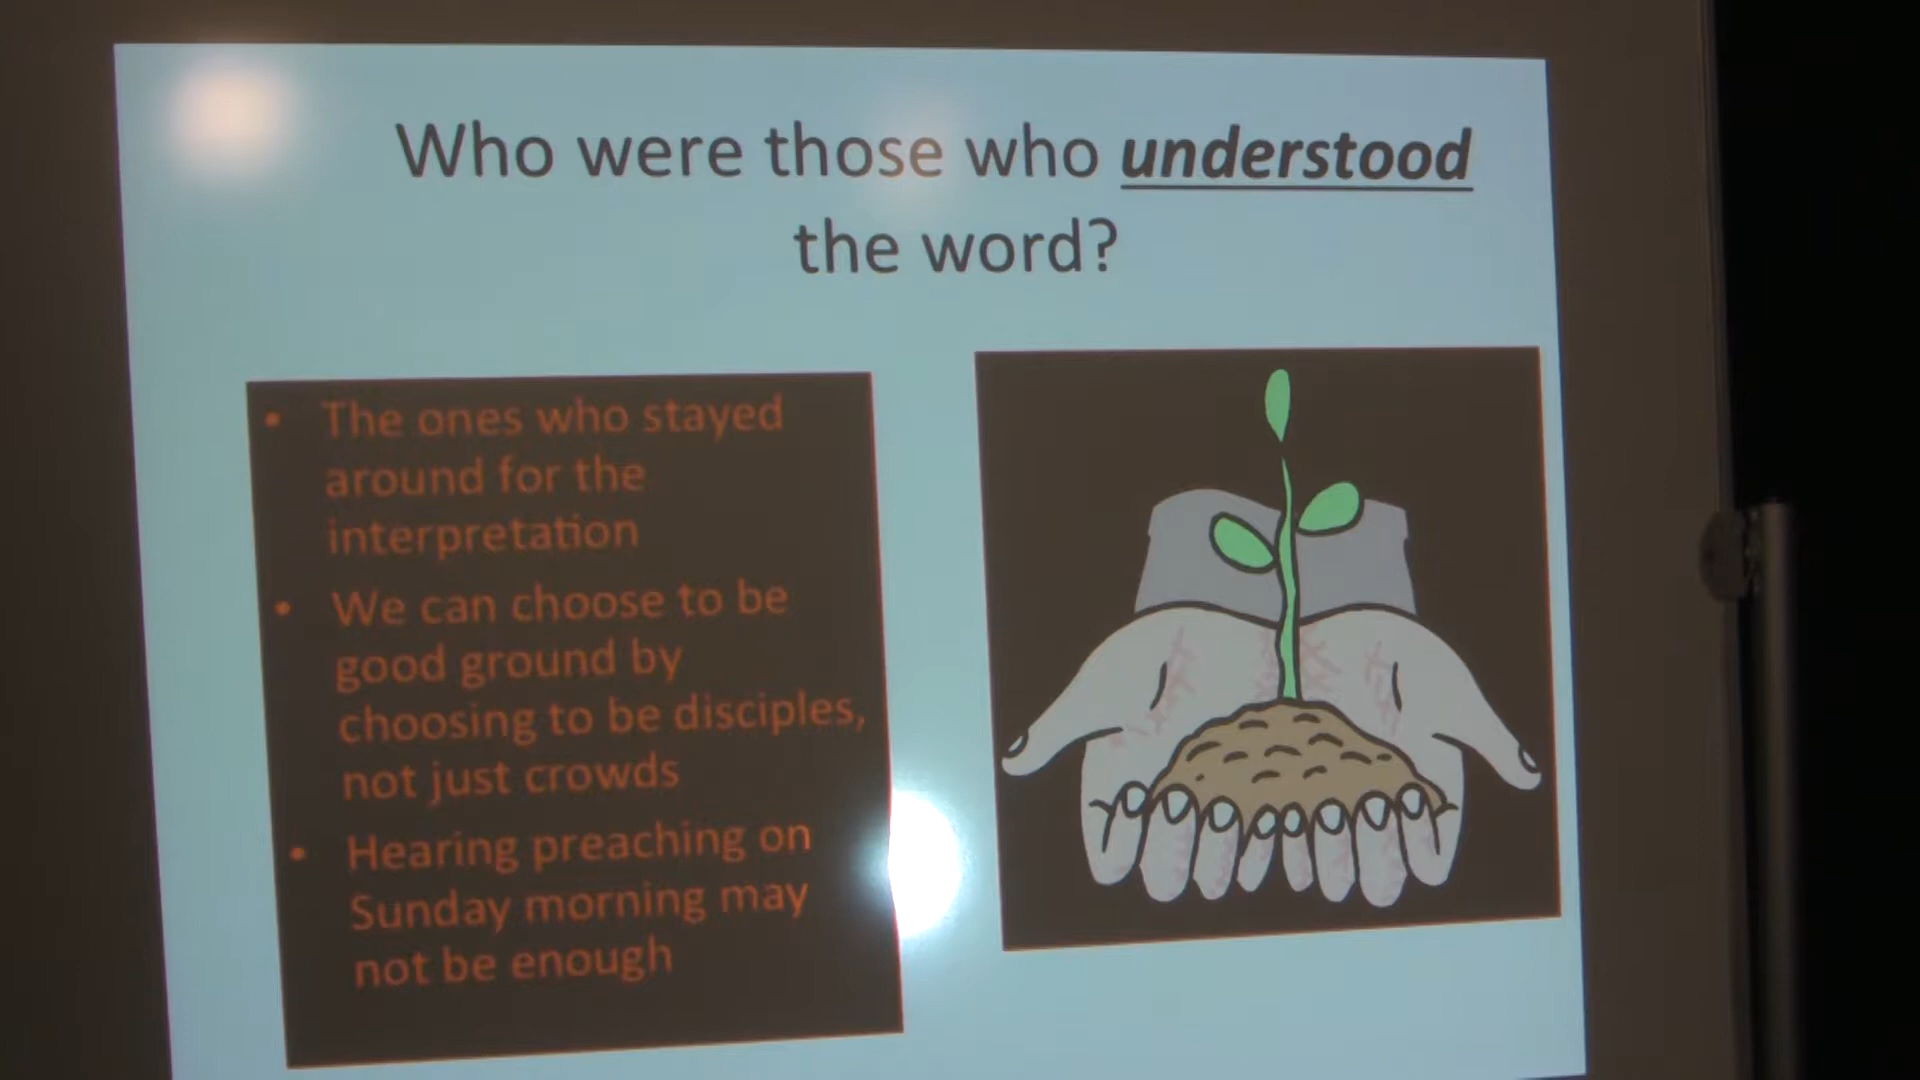 Who were those who understood
the word?
• The ones who stayed
around for the
interpretation
• We can choose to be
good ground by
choosing to be disciples,
not just crowds
• Hearing preaching on
Sunday morning may
not be enough